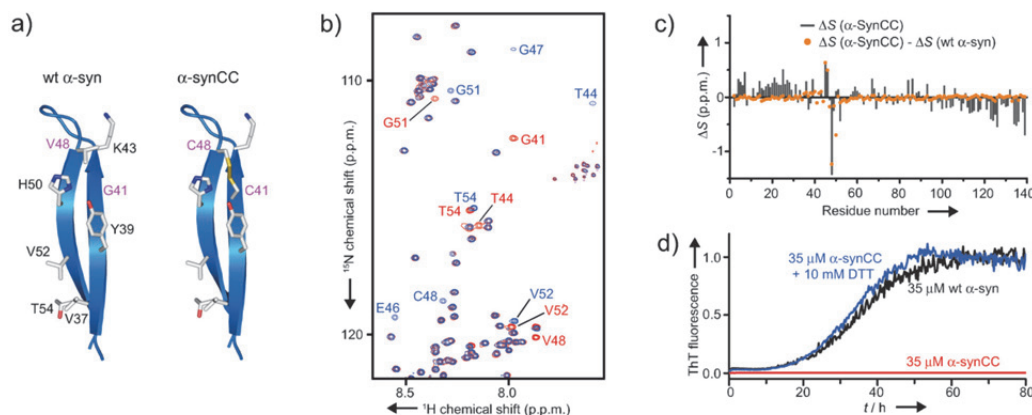 a)
wt α-syn
α-synCC
V48
K43
C48
H50
G41
C41
Y39
V52
T54
V37
b)
G47
110
G51
T44
G51
G41
T54
T54
T44
¹⁵N chemical shift (p.p.m.)
E46
C48
V52
V52
120
V48
8.5
8.0
¹H chemical shift (p.p.m.)
c)
ΔS (α-SynCC)
ΔS (α-SynCC) - ΔS (wt α-syn)
ΔS (p.p.m.)
1
0
-1
0 20 40 60 80 100 120 140
Residue number
d)
35 µM α-synCC
+ 10 mM DTT
35 µM wt α-syn
35 µM α-synCC
ThT fluorescence
1.0
0.5
0.0
0 20 40 60 80
t / h